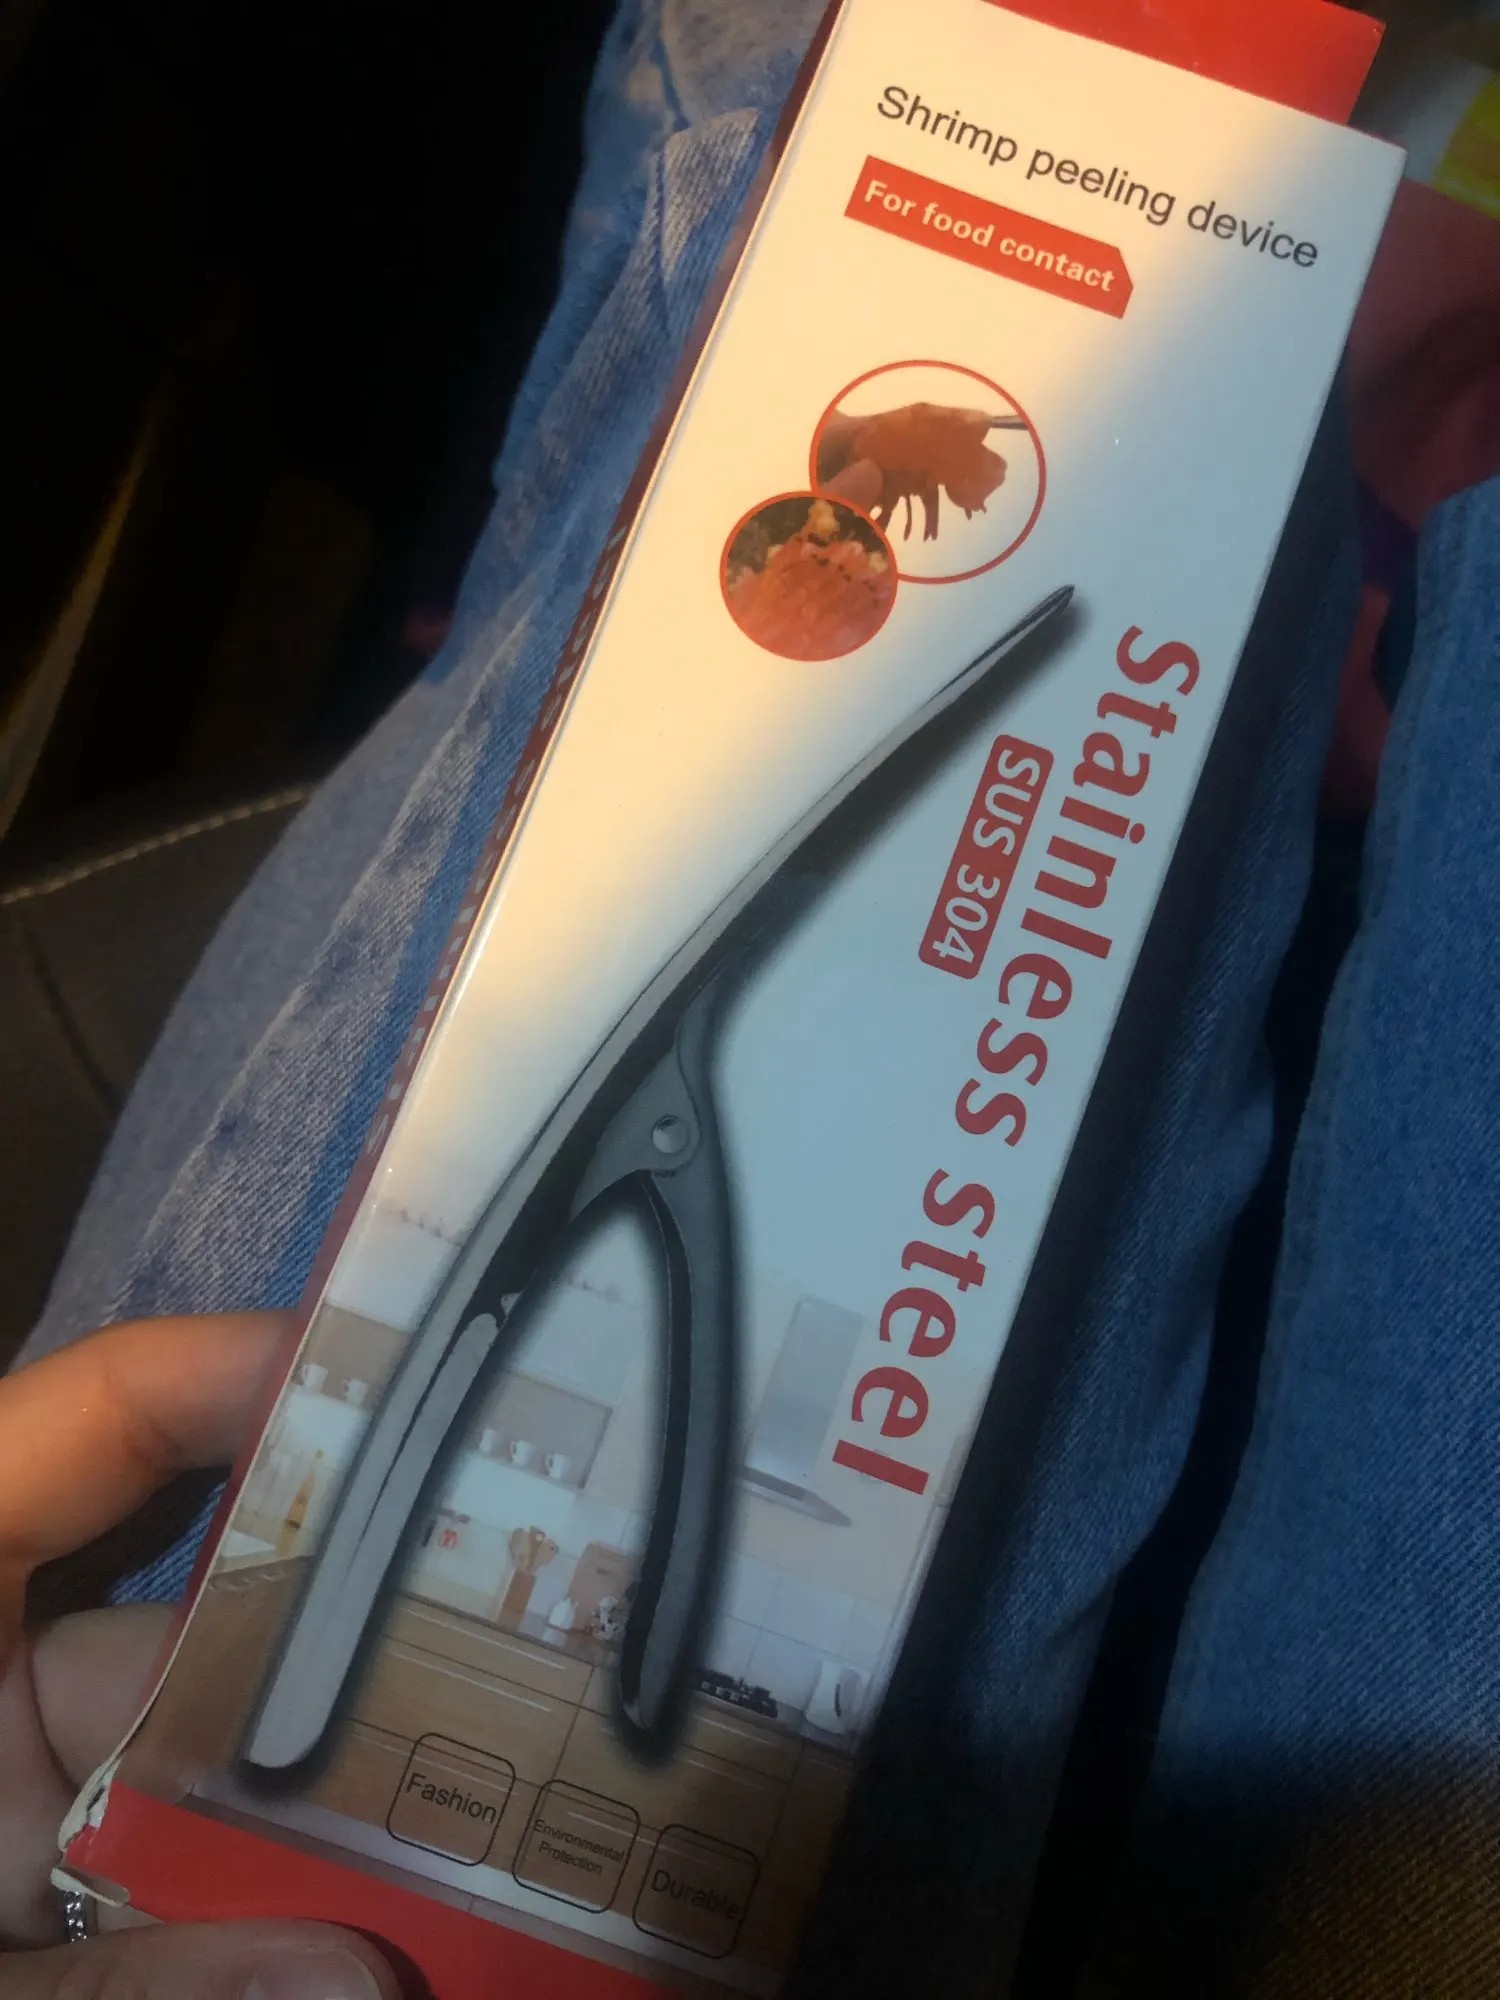 Shrimp peeling device
For food contact
Stainless steel
SUS 304
Fashion
Environmental
Protection
Durable